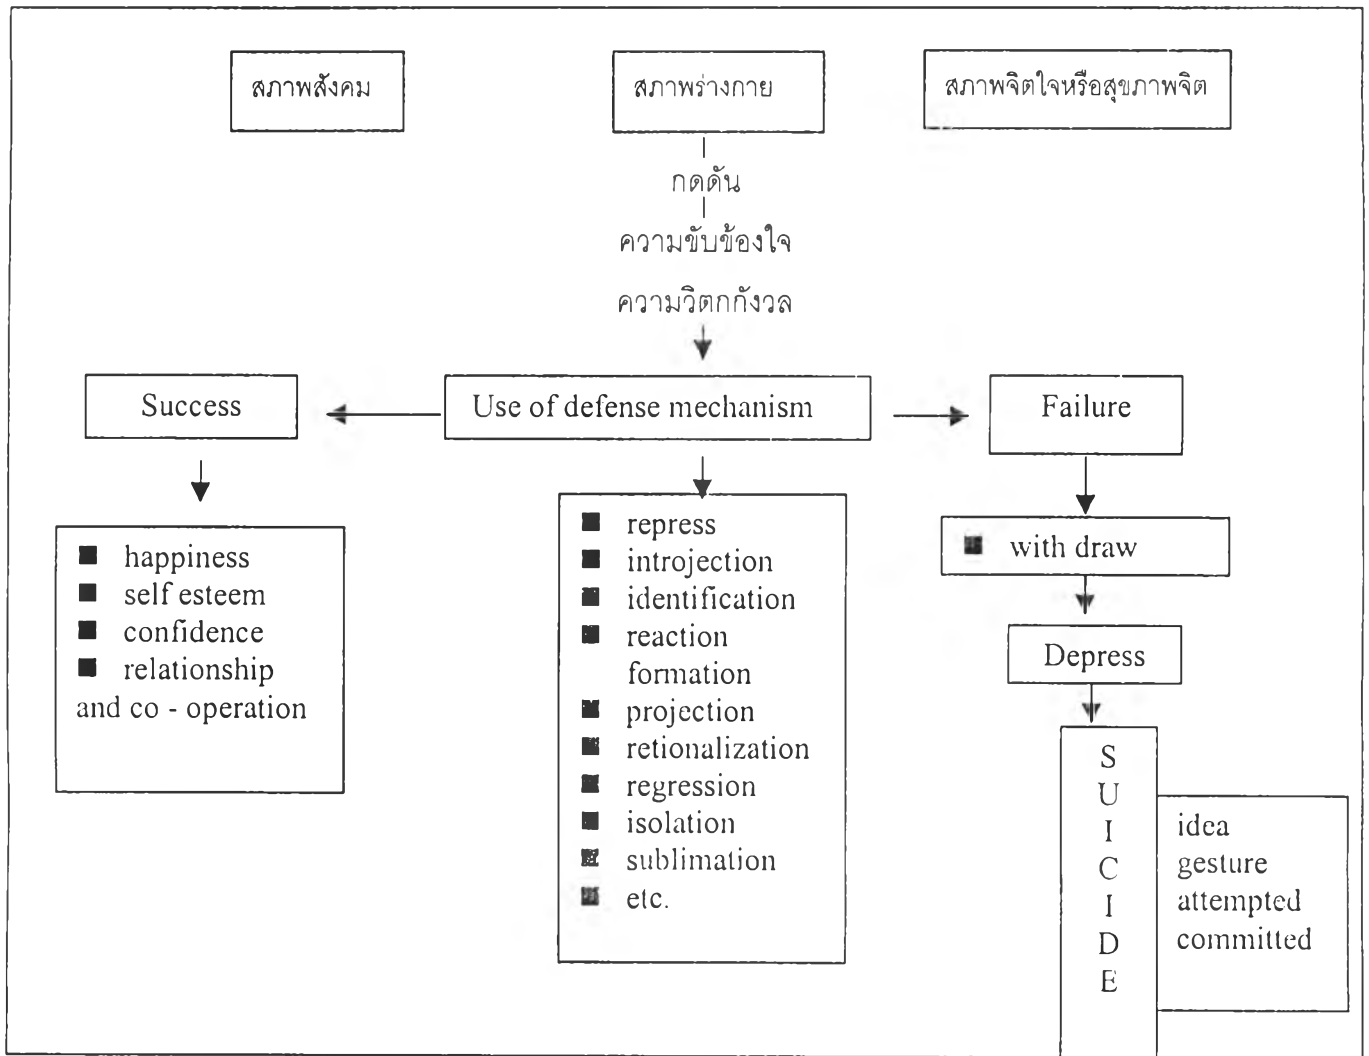 สภาพสังคม
สภาพร่างกาย
สภาพจิตใจหรือสุขภาพจิต
กดดัน
ความขับข้องใจ
ความวิตกกังวล
Success
Use of defense mechanism
Failure
■ happiness
■ self esteem
■ confidence
■ relationship
and co - operation
■ repress
■ introjection
■ identification
■ reaction
formation
■ projection
■ retionalization
■ regression
■ isolation
■ sublimation
■ etc.
■ with draw
Depress
S
U
I
C
I
D
E
idea
gesture
attempted
committed